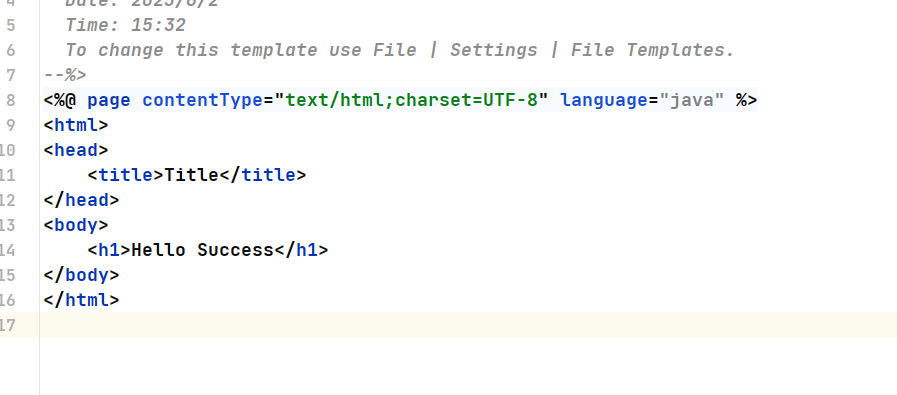 4 Date: 2023/8/2
5 Time: 15:32
6 To change this template use File | Settings | File Templates.
7 --%>
8 <%@ page contentType="text/html;charset=UTF-8" language="java" %>
9 <html>
10 <head>
11     <title>Title</title>
12 </head>
13 <body>
14     <h1>Hello Success</h1>
15 </body>
16 </html>
17